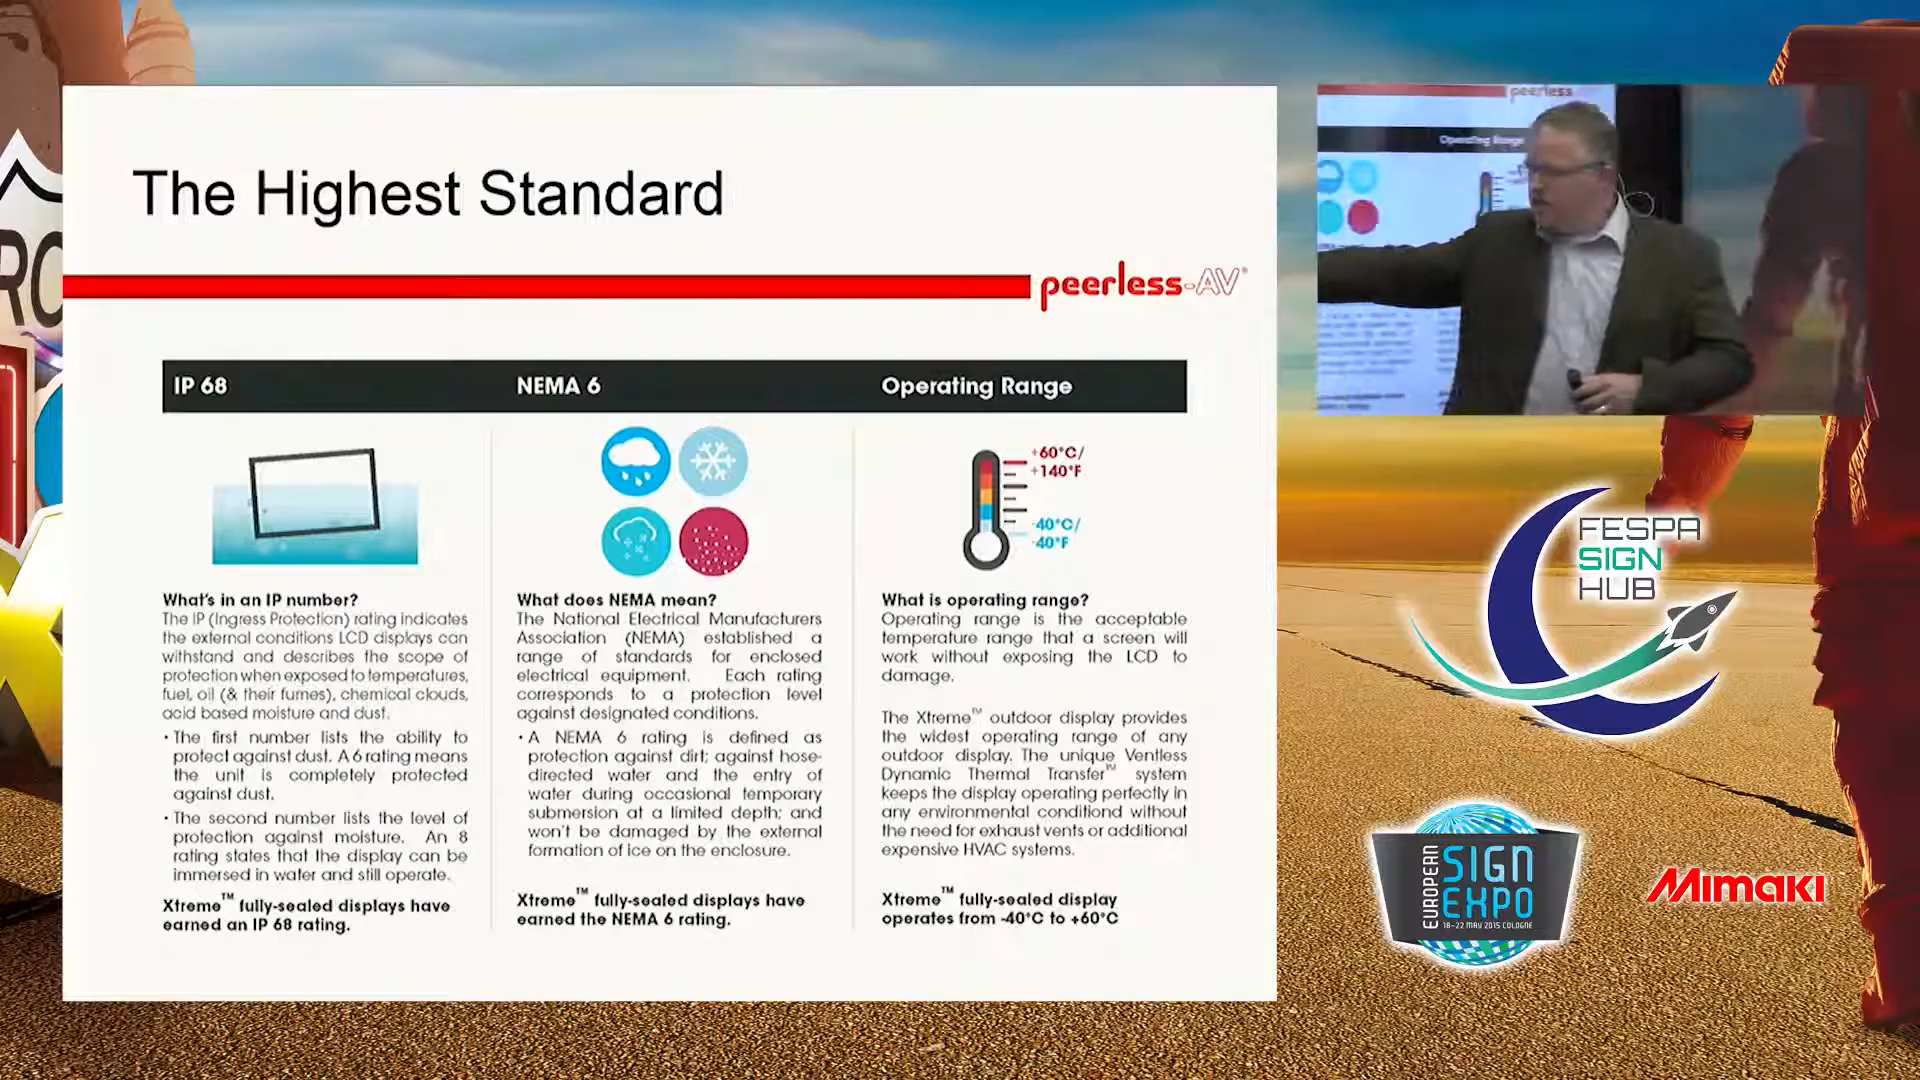 The Highest Standard
peerless-AV®
IP 68
NEMA 6
Operating Range
+60°C/
+140°F
-40°C/
-40°F
What's in an IP number?
The IP (Ingress Protection) rating indicates
the external conditions LCD displays can
withstand and describes the scope of
protection when exposed to temperatures,
fuel, oil (& their fumes), chemical clouds,
acid based moisture and dust.
• The first number lists the ability to
protect against dust. A 6 rating means
the unit is completely protected
against dust.
• The second number lists the level of
protection against moisture. An 8
rating states that the display can be
immersed in water and still operate.
Xtreme™ fully-sealed displays have
earned an IP 68 rating.
What does NEMA mean?
The National Electrical Manufacturers
Association (NEMA) established a
range of standards for enclosed
electrical equipment. Each rating
corresponds to a protection level
against designated conditions.
• A NEMA 6 rating is defined as
protection against dirt; against hose-
directed water and the entry of
water during occasional temporary
submersion at a limited depth; and
won't be damaged by the external
formation of ice on the enclosure.
Xtreme™ fully-sealed displays have
earned the NEMA 6 rating.
What is operating range?
Operating range is the acceptable
temperature range that a screen will
work without exposing the LCD to
damage.
The Xtreme™ outdoor display provides
the widest operating range of any
outdoor display. The unique Ventless
Dynamic Thermal Transfer™ system
keeps the display operating perfectly in
any environmental conditiond without
the need for exhaust vents or additional
expensive HVAC systems.
Xtreme™ fully-sealed display
operates from -40°C to +60°C
peerless
Operating Range
FESPA
SIGN
HUB
EUROPEAN
SIGN
EXPO
18-22 MAY 2015 COLOGNE
Mimaki